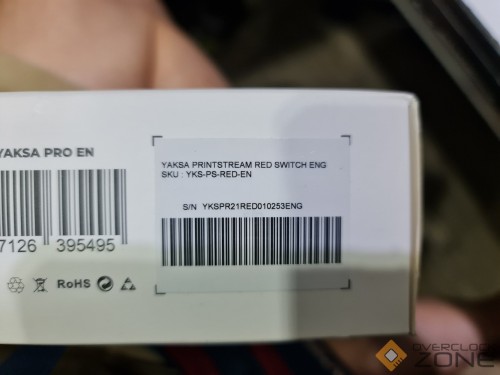 YAKSA PRO EN
7126 395495
RoHS
YAKSA PRINTSTREAM RED SWITCH ENG
SKU : YKS-PS-RED-EN
S/N YKSPR21RED010253ENG
OVERCLOCK
ZONE